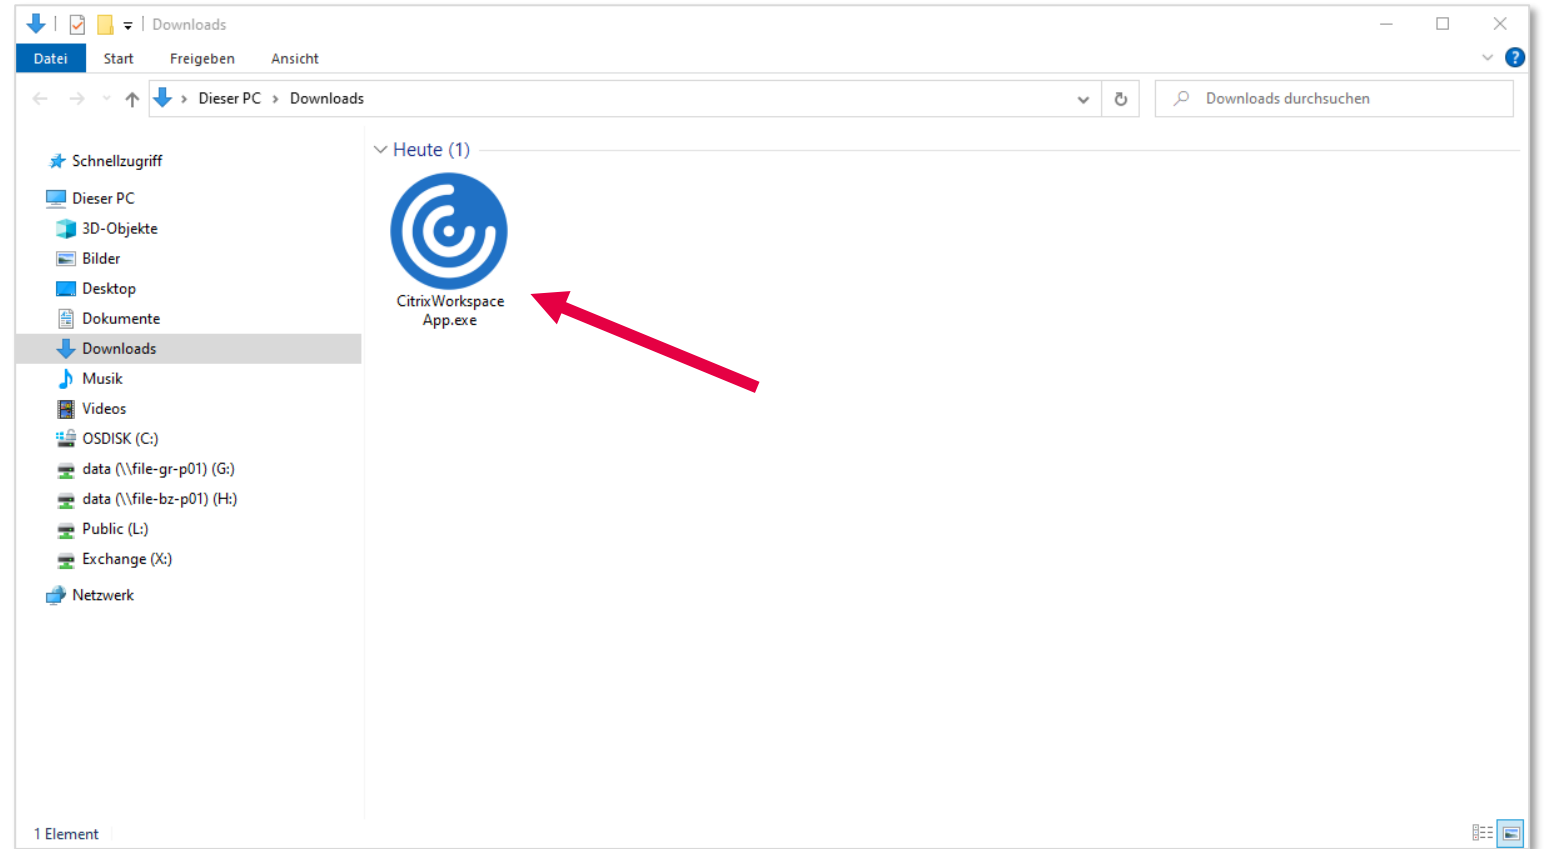 Downloads
Datei Start Freigeben Ansicht
Dieser PC Downloads
Downloads durchsuchen
Schnellzugriff
Dieser PC
3D-Objekte
Bilder
Desktop
Dokumente
Downloads
Musik
Videos
OSDISK (C:)
data (\\file-gr-p01) (G:)
data (\\file-bz-p01) (H:)
Public (L:)
Exchange (X:)
Netzwerk
Heute (1)
CitrixWorkspace
App.exe
1 Element